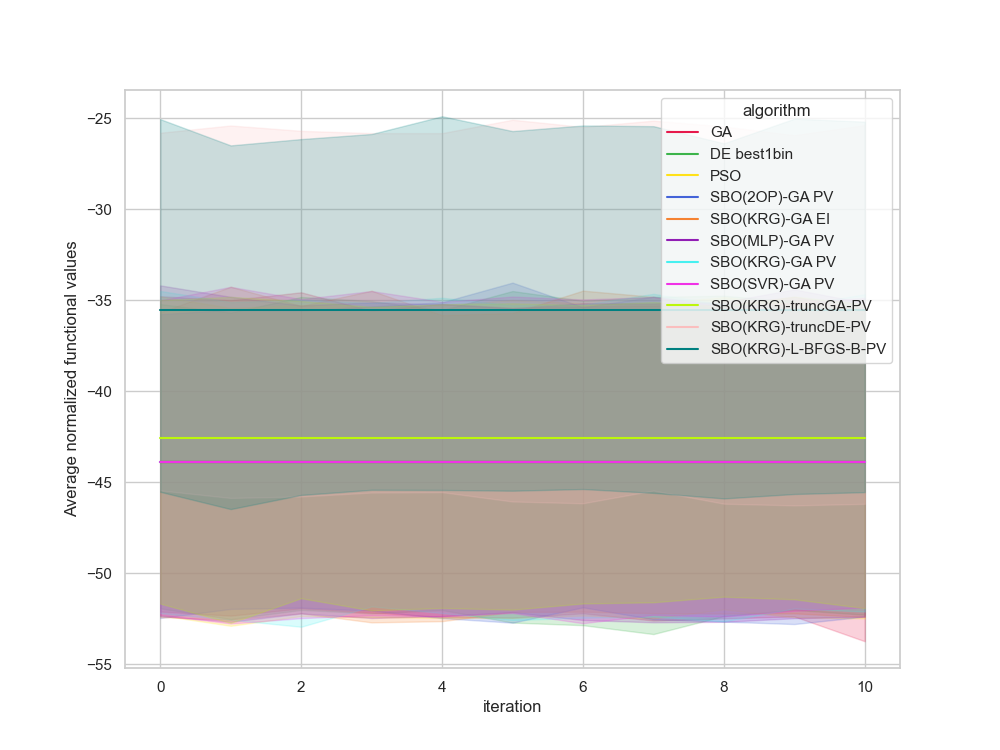 algorithm
GA
DE best1bin
PSO
SBO(2OP)-GA PV
SBO(KRG)-GA EI
SBO(MLP)-GA PV
SBO(KRG)-GA PV
SBO(SVR)-GA PV
SBO(KRG)-truncGA-PV
SBO(KRG)-truncDE-PV
SBO(KRG)-L-BFGS-B-PV
Average normalized functional values
−25
−30
−35
−40
−45
−50
−55
0 2 4 6 8 10
iteration